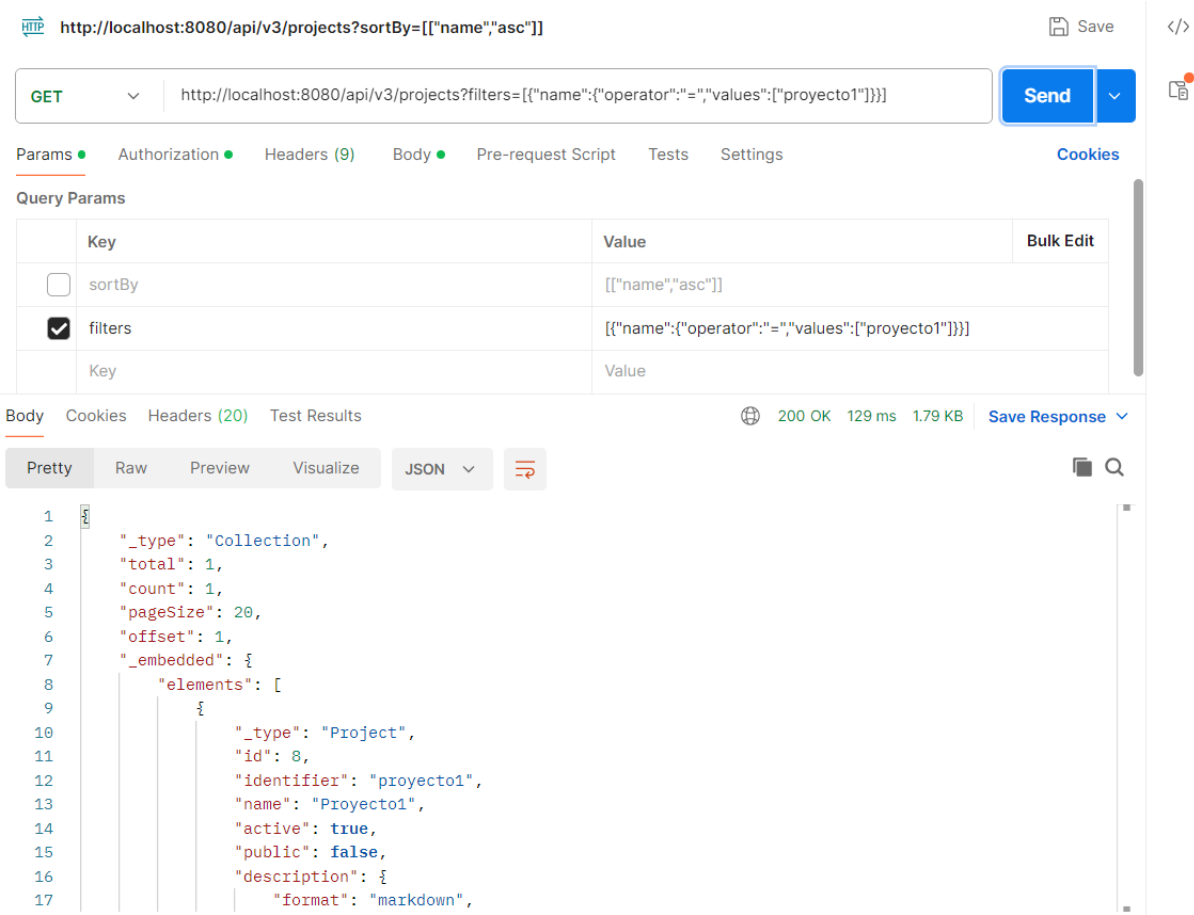 HTTP http://localhost:8080/api/v3/projects?sortBy=[["name","asc"]] Save </>
GET http://localhost:8080/api/v3/projects?filters=[{"name":{"operator":"=","values":["proyecto1"]}}] Send
Params Authorization Headers (9) Body Pre-request Script Tests Settings Cookies
Query Params
Key Value Bulk Edit
sortBy [["name","asc"]]
filters [{"name":{"operator":"=","values":["proyecto1"]}}]
Key Value
Body Cookies Headers (20) Test Results 200 OK 129 ms 1.79 KB Save Response
Pretty Raw Preview Visualize JSON
1 {
2 "_type": "Collection",
3 "total": 1,
4 "count": 1,
5 "pageSize": 20,
6 "offset": 1,
7 "_embedded": {
8 "elements": [
9 {
10 "_type": "Project",
11 "id": 8,
12 "identifier": "proyecto1",
13 "name": "Proyecto1",
14 "active": true,
15 "public": false,
16 "description": {
17 "format": "markdown",